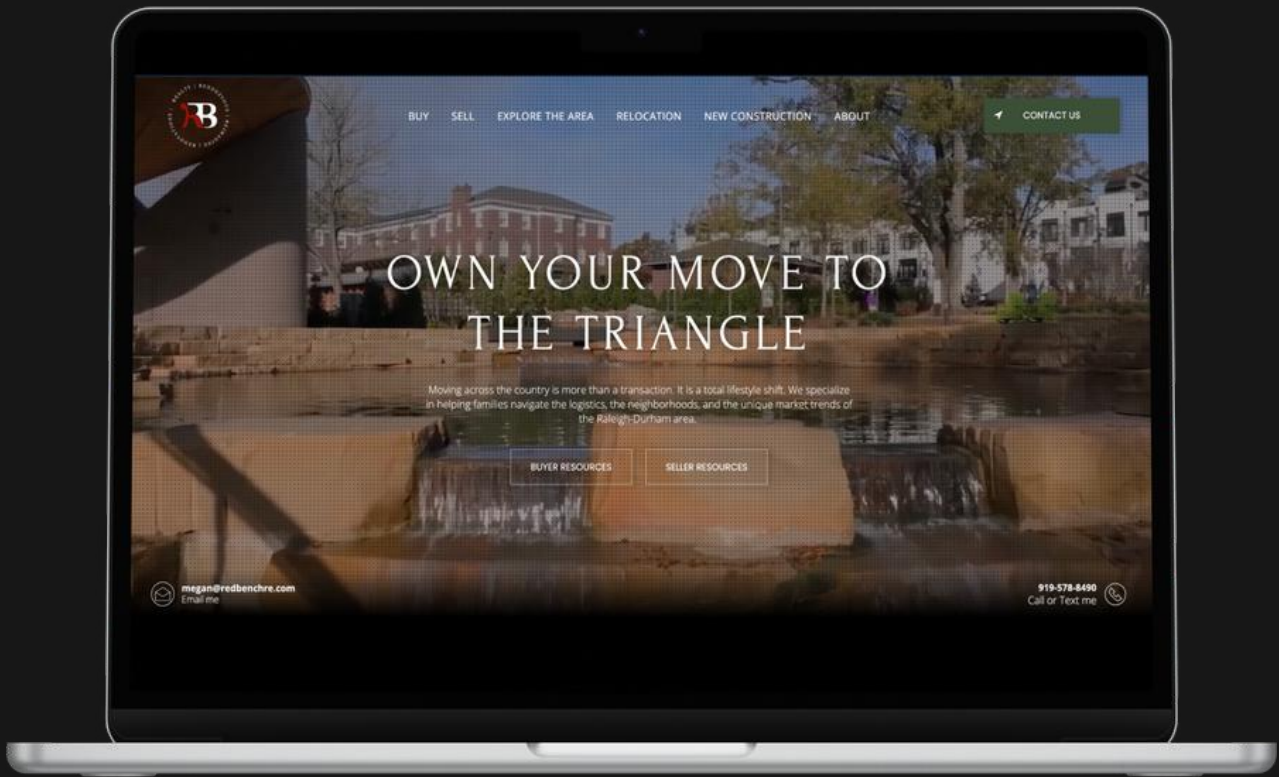 RB
BUY
SELL
EXPLORE THE AREA
RELOCATION
NEW CONSTRUCTION
ABOUT
CONTACT US
OWN YOUR MOVE TO
THE TRIANGLE
Moving across the country is more than a transaction. It is a total lifestyle shift. We specialize
in helping families navigate the logistics, the neighborhoods, and the unique market trends of
the Raleigh-Durham area.
BUYER RESOURCES
SELLER RESOURCES
megan@redbenchre.com
Email me
919-578-8490
Call or Text me